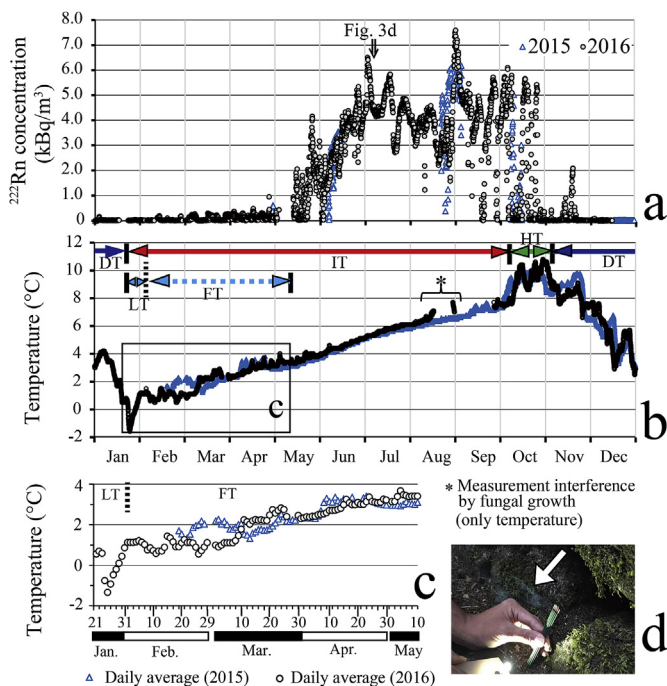 a
8.0
7.0
6.0
5.0
4.0
3.0
2.0
1.0
0
²²²Rn concentration
(kBq/m³)
Fig. 3d
2015 2016
12
10
8
6
4
2
0
-2
Temperature (°C)
DT IT HT DT
LT FT
*
c
b
Jan Feb Mar Apr May Jun Jul Aug Sep Oct Nov Dec
4
2
0
-2
Temperature (°C)
LT FT
c
21 31 10 20 29 10 20 30 10 20 30 10
Jan. Feb. Mar. Apr. May
Daily average (2015) Daily average (2016)
* Measurement interference
by fungal growth
(only temperature)
d